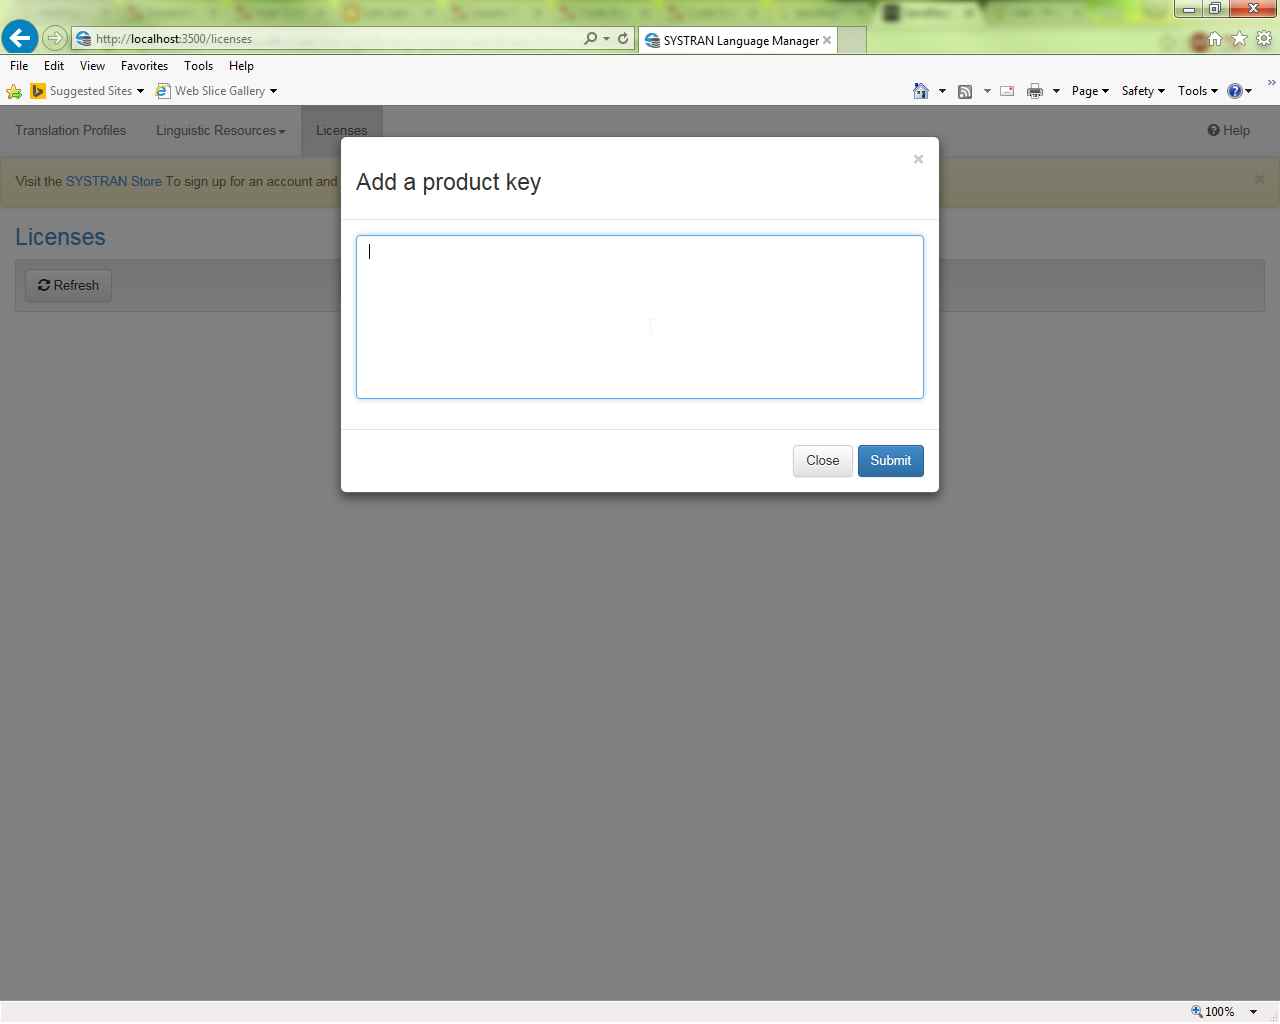 http://localhost:3500/licenses
SYSTRAN Language Manager
File Edit View Favorites Tools Help
Suggested Sites Web Slice Gallery Page Safety Tools
Translation Profiles Linguistic Resources Licenses Help
Visit the SYSTRAN Store To sign up for an account and
Add a product key
Licenses
Refresh
Close Submit
100%